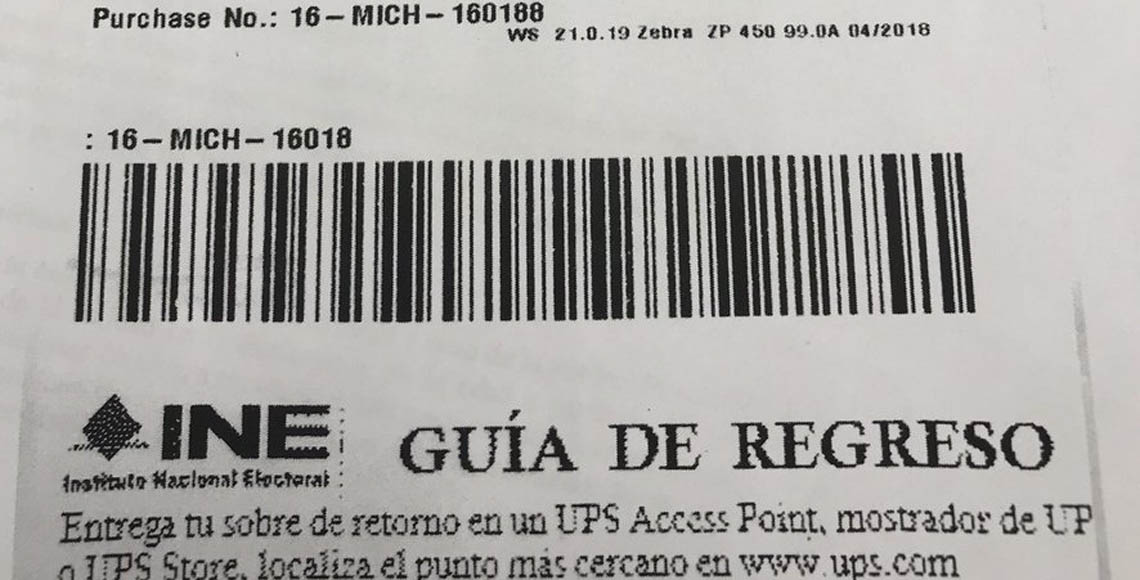 Purchase No.: 16-MICH-160188
WS 21.0.19 Zebra ZP 450 99.0A 04/2018
: 16-MICH-16018
INE
Instituto Nacional Electoral
GUÍA DE REGRESO
Entrega tu sobre de retorno en un UPS Access Point, mostrador de UP
o UPS Store, localiza el punto más cercano en www.ups.com